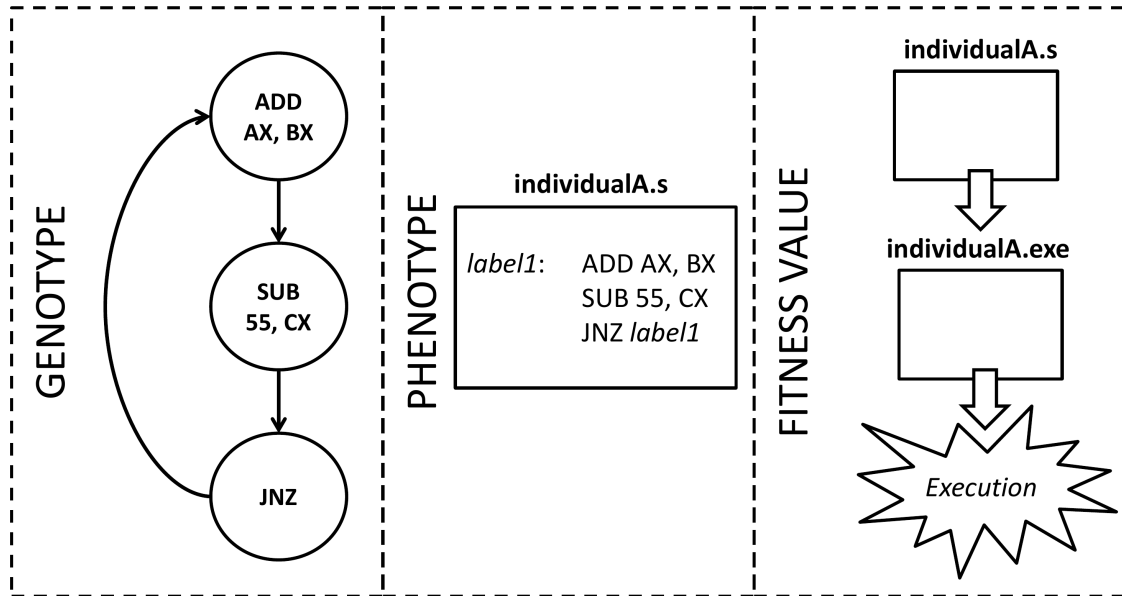 GENOTYPE
ADD
AX, BX
SUB
55, CX
JNZ
PHENOTYPE
individualA.s
label1: ADD AX, BX
SUB 55, CX
JNZ label1
FITNESS VALUE
individualA.s
individualA.exe
Execution